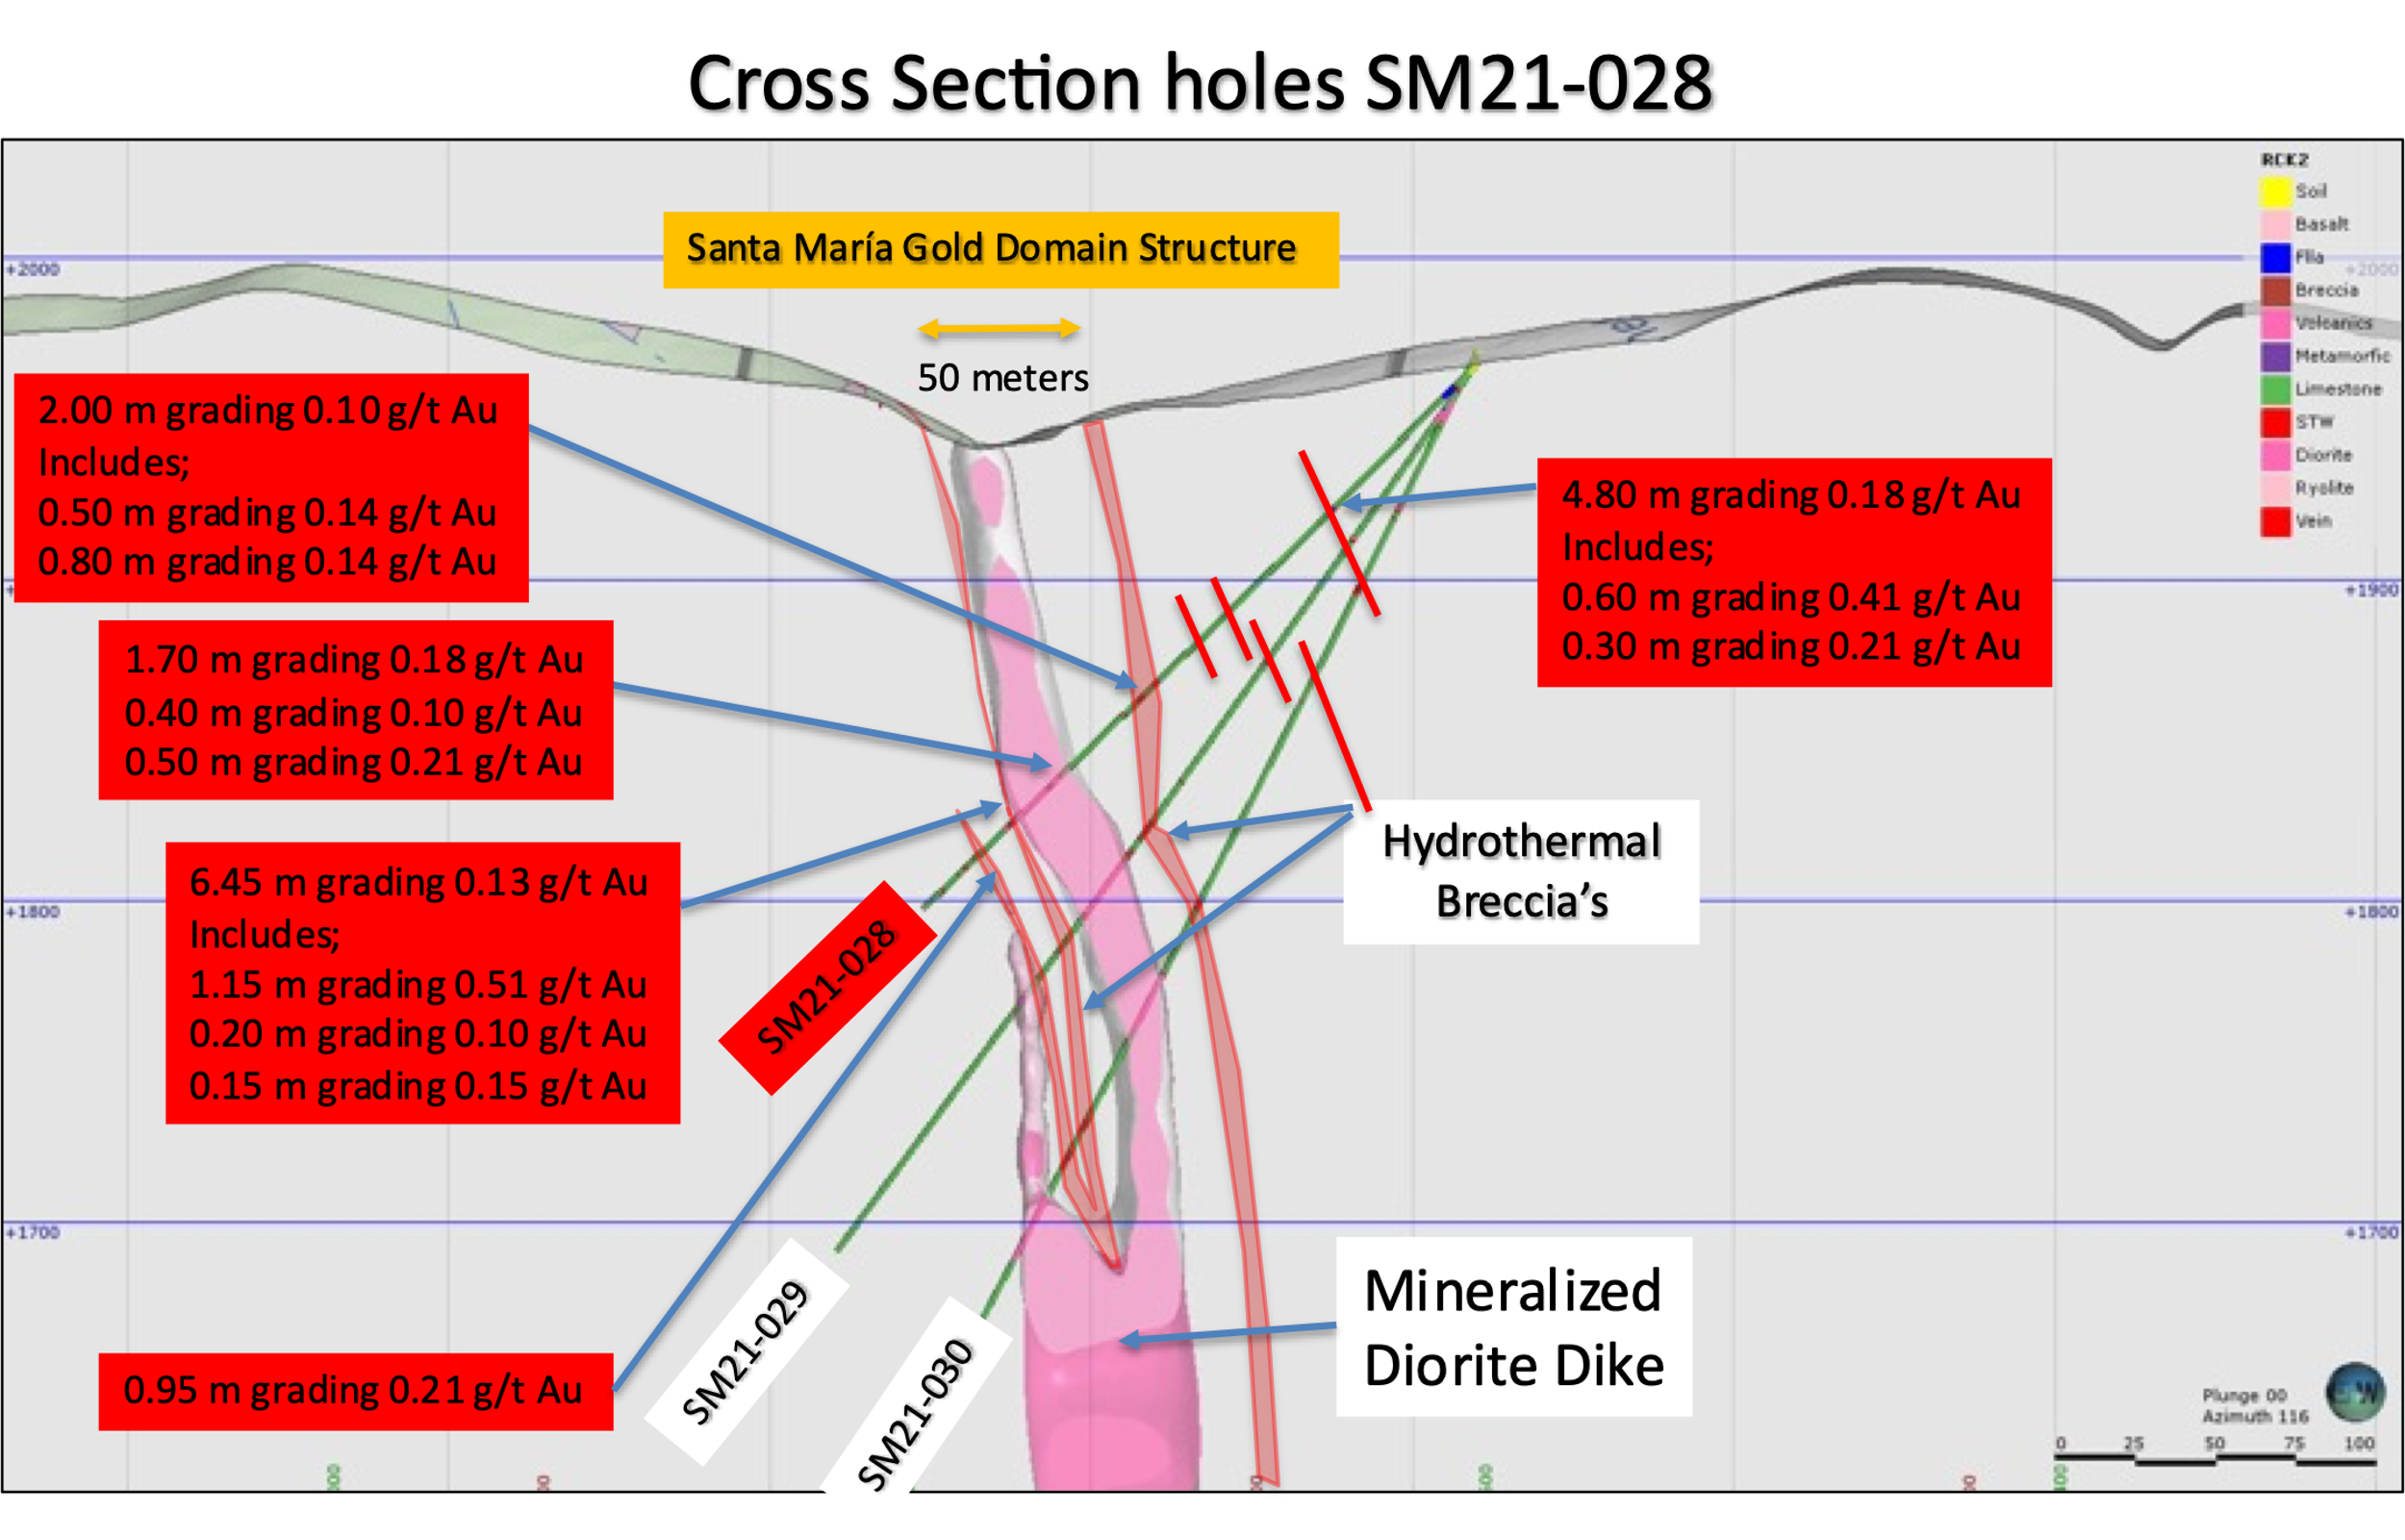 Cross Section holes SM21-028
RCK2
Soil
Basalt
Flla
Breccia
Volcanics
Metamorfic
Limestone
STW
Diorite
Ryolite
Vein
Santa María Gold Domain Structure
+2000
+2000
50 meters
2.00 m grading 0.10 g/t Au
Includes;
0.50 m grading 0.14 g/t Au
0.80 m grading 0.14 g/t Au
4.80 m grading 0.18 g/t Au
Includes;
0.60 m grading 0.41 g/t Au
0.30 m grading 0.21 g/t Au
+1900
1.70 m grading 0.18 g/t Au
0.40 m grading 0.10 g/t Au
0.50 m grading 0.21 g/t Au
Hydrothermal
Breccia's
6.45 m grading 0.13 g/t Au
Includes;
1.15 m grading 0.51 g/t Au
0.20 m grading 0.10 g/t Au
0.15 m grading 0.15 g/t Au
+1800
+1800
SM21-028
+1700
+1700
SM21-029
SM21-030
Mineralized
Diorite Dike
0.95 m grading 0.21 g/t Au
Plunge 00
Azimuth 116
0 25 50 75 100